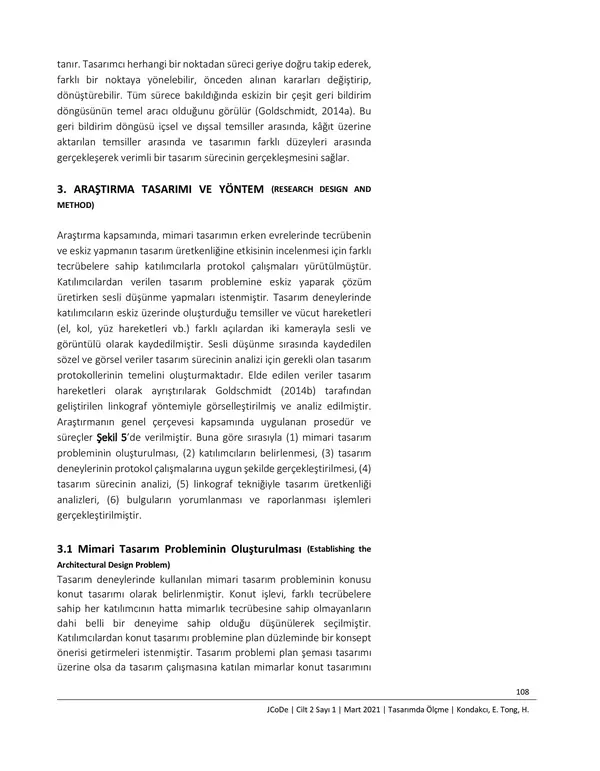 tanır. Tasarımcı herhangi bir noktadan süreci geriye doğru takip ederek,
farklı bir noktaya yönelebilir, önceden alınan kararları değiştirip,
dönüştürebilir. Tüm sürece bakıldığında eskizin bir çeşit geri bildirim
döngüsünün temel aracı olduğunu görülür (Goldschmidt, 2014a). Bu
geri bildirim döngüsü içsel ve dışsal temsiller arasında, kâğıt üzerine
aktarılan temsiller arasında ve tasarımın farklı düzeyleri arasında
gerçekleşerek verimli bir tasarım sürecinin gerçekleşmesini sağlar.
3. ARAŞTIRMA TASARIMI VE YÖNTEM (RESEARCH DESIGN AND
METHOD)
Araştırma kapsamında, mimari tasarımın erken evrelerinde tecrübenin
ve eskiz yapmanın tasarım üretkenliğine etkisinin incelenmesi için farklı
tecrübelere sahip katılımcılarla protokol çalışmaları yürütülmüştür.
Katılımcılardan verilen tasarım problemine eskiz yaparak çözüm
üretirken sesli düşünme yapmaları istenmiştir. Tasarım deneylerinde
katılımcıların eskiz üzerinde oluşturduğu temsiller ve vücut hareketleri
(el, kol, yüz hareketleri vb.) farklı açılardan iki kamerayla sesli ve
görüntülü olarak kaydedilmiştir. Sesli düşünme sırasında kaydedilen
sözel ve görsel veriler tasarım sürecinin analizi için gerekli olan tasarım
protokollerinin temelini oluşturmaktadır. Elde edilen veriler tasarım
hareketleri olarak ayrıştırılarak Goldschmidt (2014b) tarafından
geliştirilen linkograf yöntemiyle görselleştirilmiş ve analiz edilmiştir.
Araştırmanın genel çerçevesi kapsamında uygulanan prosedür ve
süreçler Şekil 5'de verilmiştir. Buna göre sırasıyla (1) mimari tasarım
probleminin oluşturulması, (2) katılımcıların belirlenmesi, (3) tasarım
deneylerinin protokol çalışmalarına uygun şekilde gerçekleştirilmesi, (4)
tasarım sürecinin analizi, (5) linkograf tekniğiyle tasarım üretkenliği
analizleri, (6) bulguların yorumlanması ve raporlanması işlemleri
gerçekleştirilmiştir.
3.1 Mimari Tasarım Probleminin Oluşturulması (Establishing the
Architectural Design Problem)
Tasarım deneylerinde kullanılan mimari tasarım probleminin konusu
konut tasarımı olarak belirlenmiştir. Konut işlevi, farklı tecrübelere
sahip her katılımcının hatta mimarlık tecrübesine sahip olmayanların
dahi belli bir deneyime sahip olduğu düşünülerek seçilmiştir.
Katılımcılardan konut tasarımı problemine plan düzleminde bir konsept
önerisi getirmeleri istenmiştir. Tasarım problemi plan şeması tasarımı
üzerine olsa da tasarım çalışmasına katılan mimarlar konut tasarımını
108
JCoDe | Cilt 2 Sayı 1 | Mart 2021 | Tasarımda Ölçme | Kondakcı, E. Tong, H.